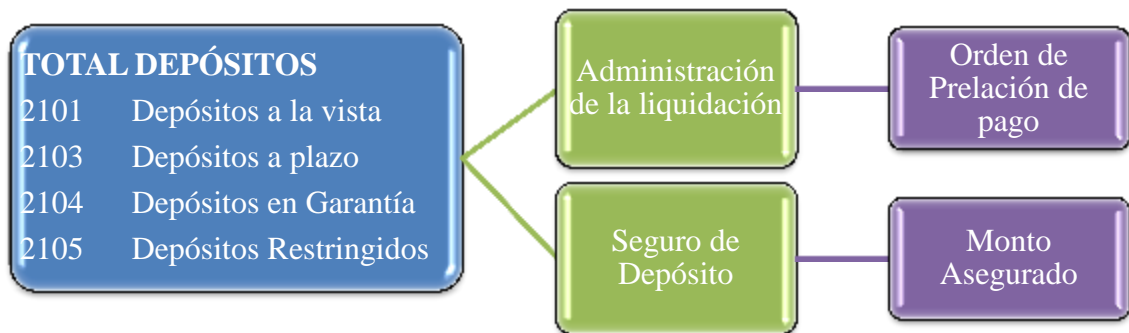 TOTAL DEPÓSITOS
2101 Depósitos a la vista
2103 Depósitos a plazo
2104 Depósitos en Garantía
2105 Depósitos Restringidos
Administración
de la liquidación
Orden de
Prelación de
pago
Seguro de
Depósito
Monto
Asegurado